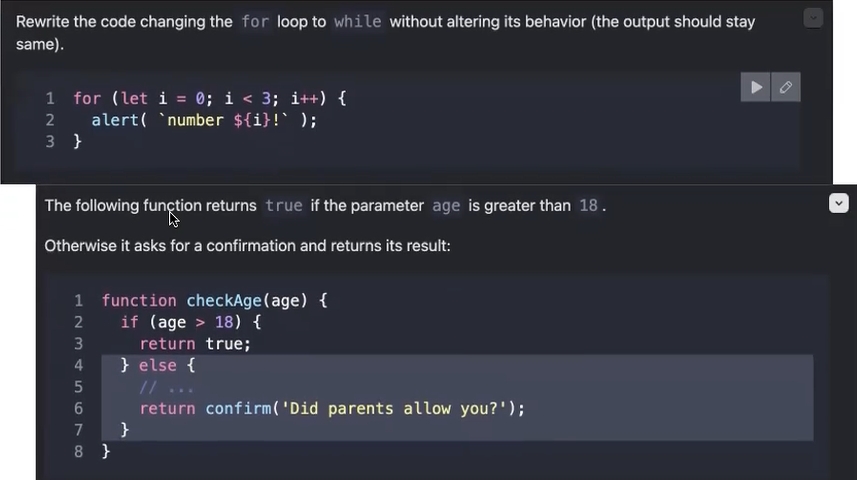 Rewrite the code changing the for loop to while without altering its behavior (the output should stay
same).
1 for (let i = 0; i < 3; i++) {
2   alert( `number ${i}!` );
3 }
The following function returns true if the parameter age is greater than 18.
Otherwise it asks for a confirmation and returns its result:
1 function checkAge(age) {
2   if (age > 18) {
3     return true;
4   } else {
5     // ...
6     return confirm('Did parents allow you?');
7   }
8 }